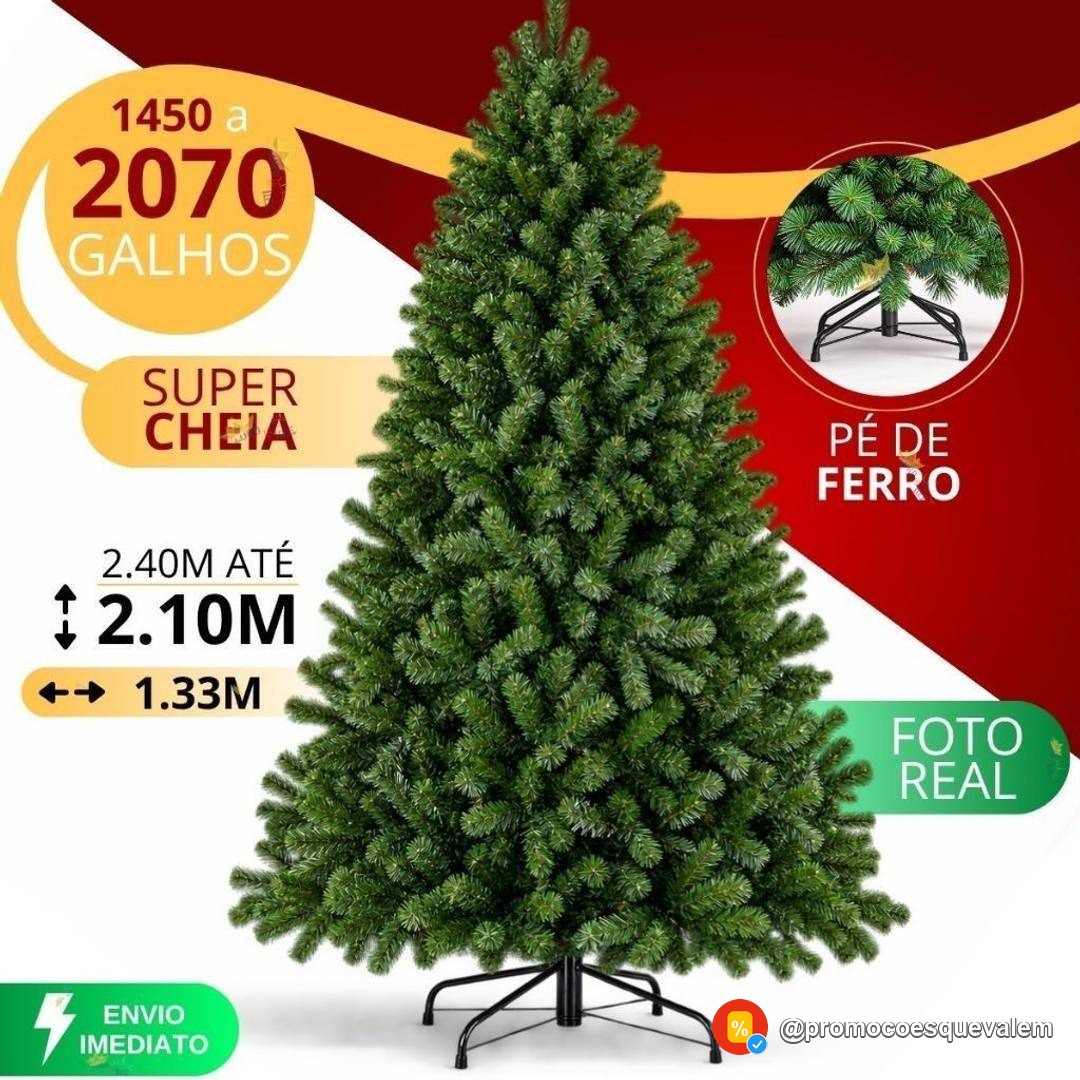 1450 a
2070
GALHOS
SUPER
CHEIA
2.40M ATÉ
2.10M
1.33M
PÉ DE
FERRO
FOTO
REAL
ENVIO
IMEDIATO
%
@promocoesquevalem